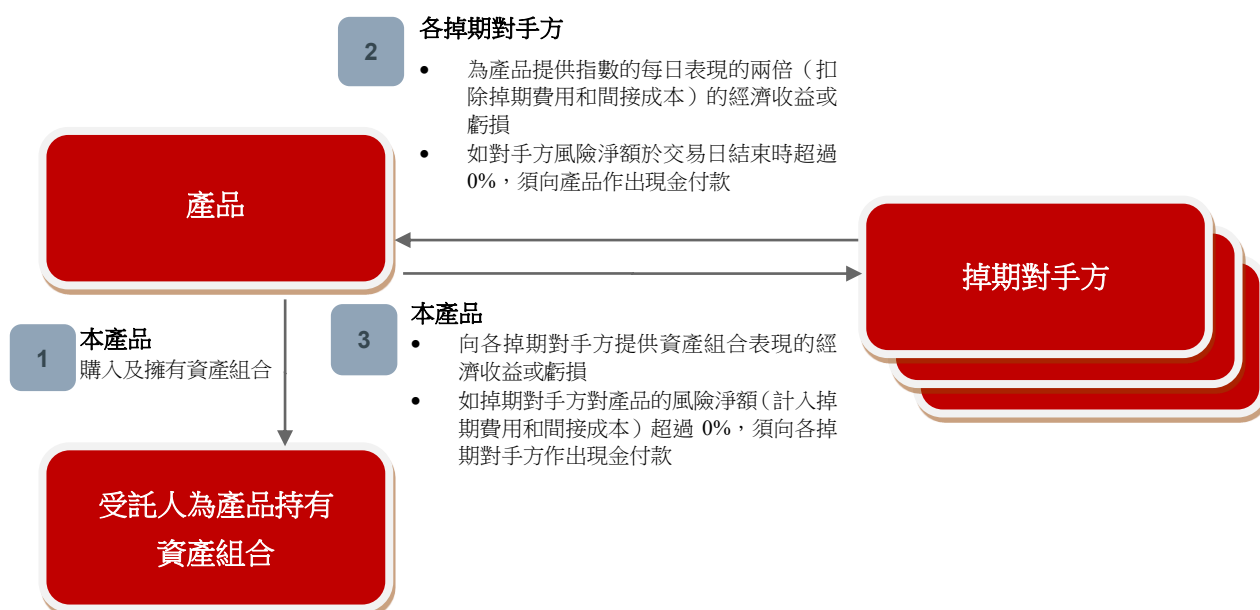 2
各掉期對手方
• 為產品提供指數的每日表現的兩倍（扣
除掉期費用和間接成本）的經濟收益或
虧損
• 如對手方風險淨額於交易日結束時超過
0%，須向產品作出現金付款
產品
掉期對手方
1
本產品
購入及擁有資產組合
3
本產品
• 向各掉期對手方提供資產組合表現的經
濟收益或虧損
• 如掉期對手方對產品的風險淨額（計入掉
期費用和間接成本）超過 0%，須向各掉
期對手方作出現金付款
受託人為產品持有
資產組合